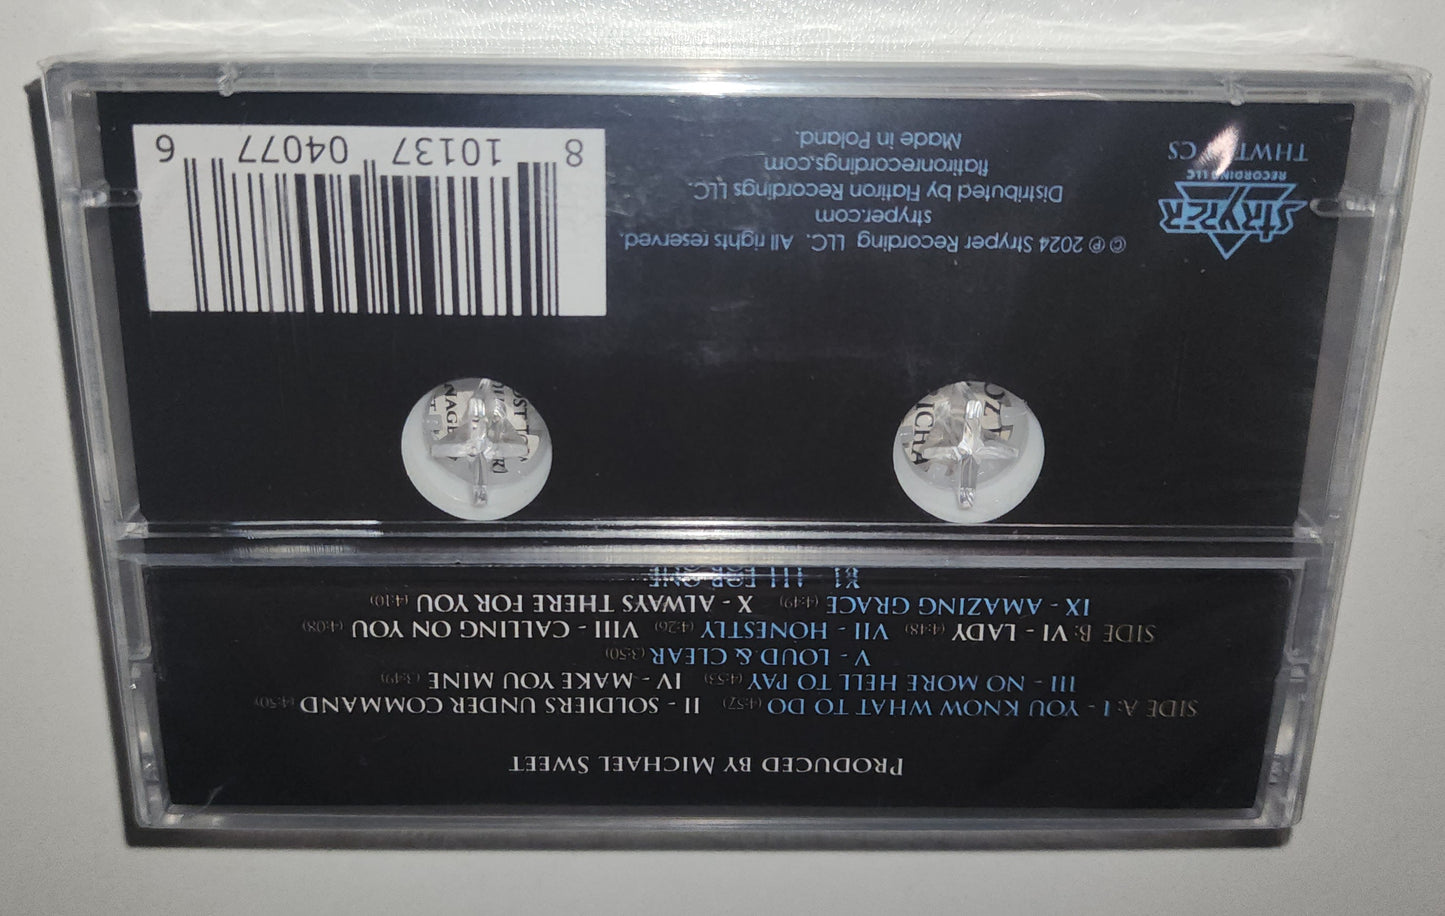 PRODUCED BY MICHAEL SWEET
SIDE A: I - YOU KNOW WHAT TO DO (4:57) II - SOLDIERS UNDER COMMAND (4:50)
III - NO MORE HELL TO PAY (4:53) IV - MAKE YOU MINE (3:49)
V - LOUD & CLEAR (3:50)
SIDE B: VI - LADY (4:48) VII - HONESTLY (4:26) VIII - CALLING ON YOU (4:08)
IX - AMAZING GRACE (4:49) X - ALWAYS THERE FOR YOU (4:10)
FOR ONE
© ℗ 2024 Stryper Recording LLC. All rights reserved.
stryper.com
Distributed by Flatiron Recordings LLC.
flatironrecordings.com
Made in Poland.
STRYPER
RECORDING LLC
CS
8 10137 04077 6